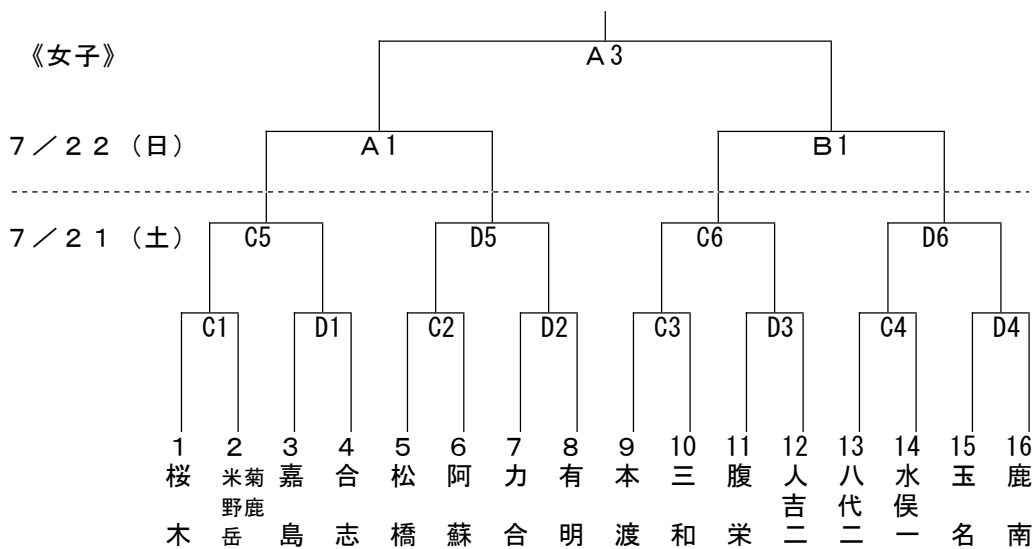 《女子》
A3
7／22（日）
A1
B1
7／21（土）
C5
D5
C6
D6
C1
D1
C2
D2
C3
D3
C4
D4
1
2
3
4
5
6
7
8
9
10
11
12
13
14
15
16
桜木
菊鹿
米野岳
嘉島
合志
松橋
阿蘇
力合
有明
本渡
三和
腹栄
人吉二
八代二
水俣一
玉名
鹿南